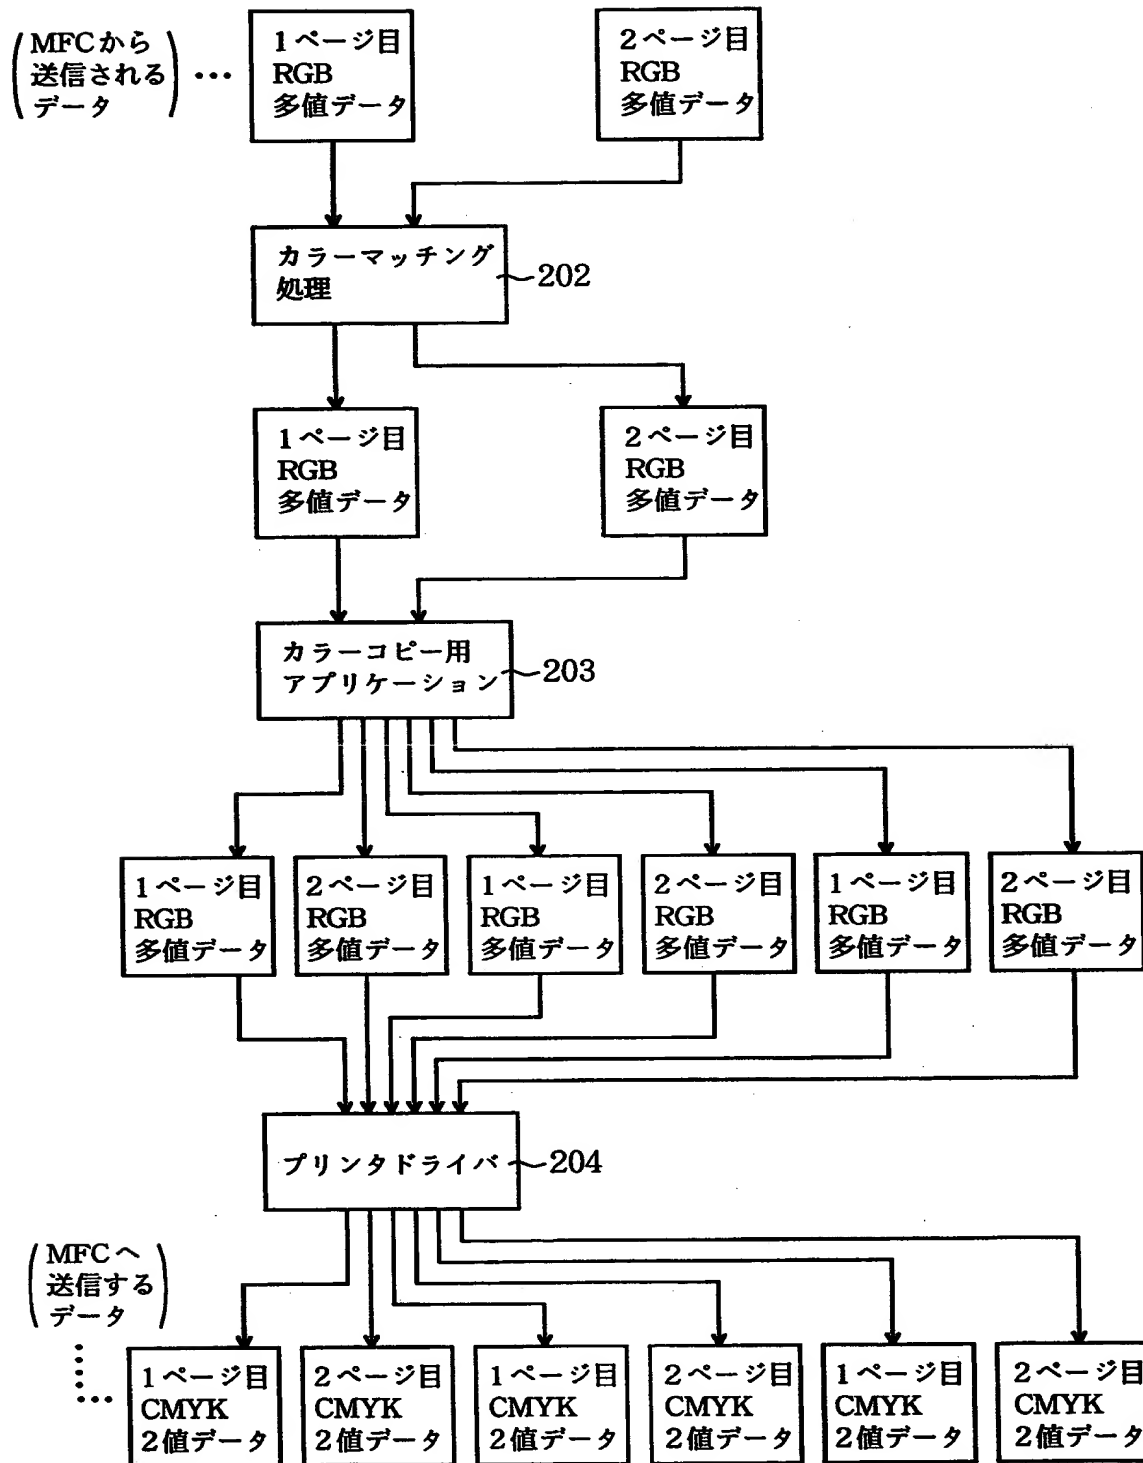 MFCから
送信される
データ
…
1ページ目
RGB
多値データ
2ページ目
RGB
多値データ
カラーマッチング
処理
202
1ページ目
RGB
多値データ
2ページ目
RGB
多値データ
カラーコピー用
アプリケーション
203
1ページ目
RGB
多値データ
2ページ目
RGB
多値データ
1ページ目
RGB
多値データ
2ページ目
RGB
多値データ
1ページ目
RGB
多値データ
2ページ目
RGB
多値データ
プリンタドライバ
204
MFCへ
送信する
データ
1ページ目
CMYK
2値データ
2ページ目
CMYK
2値データ
1ページ目
CMYK
2値データ
2ページ目
CMYK
2値データ
1ページ目
CMYK
2値データ
2ページ目
CMYK
2値データ